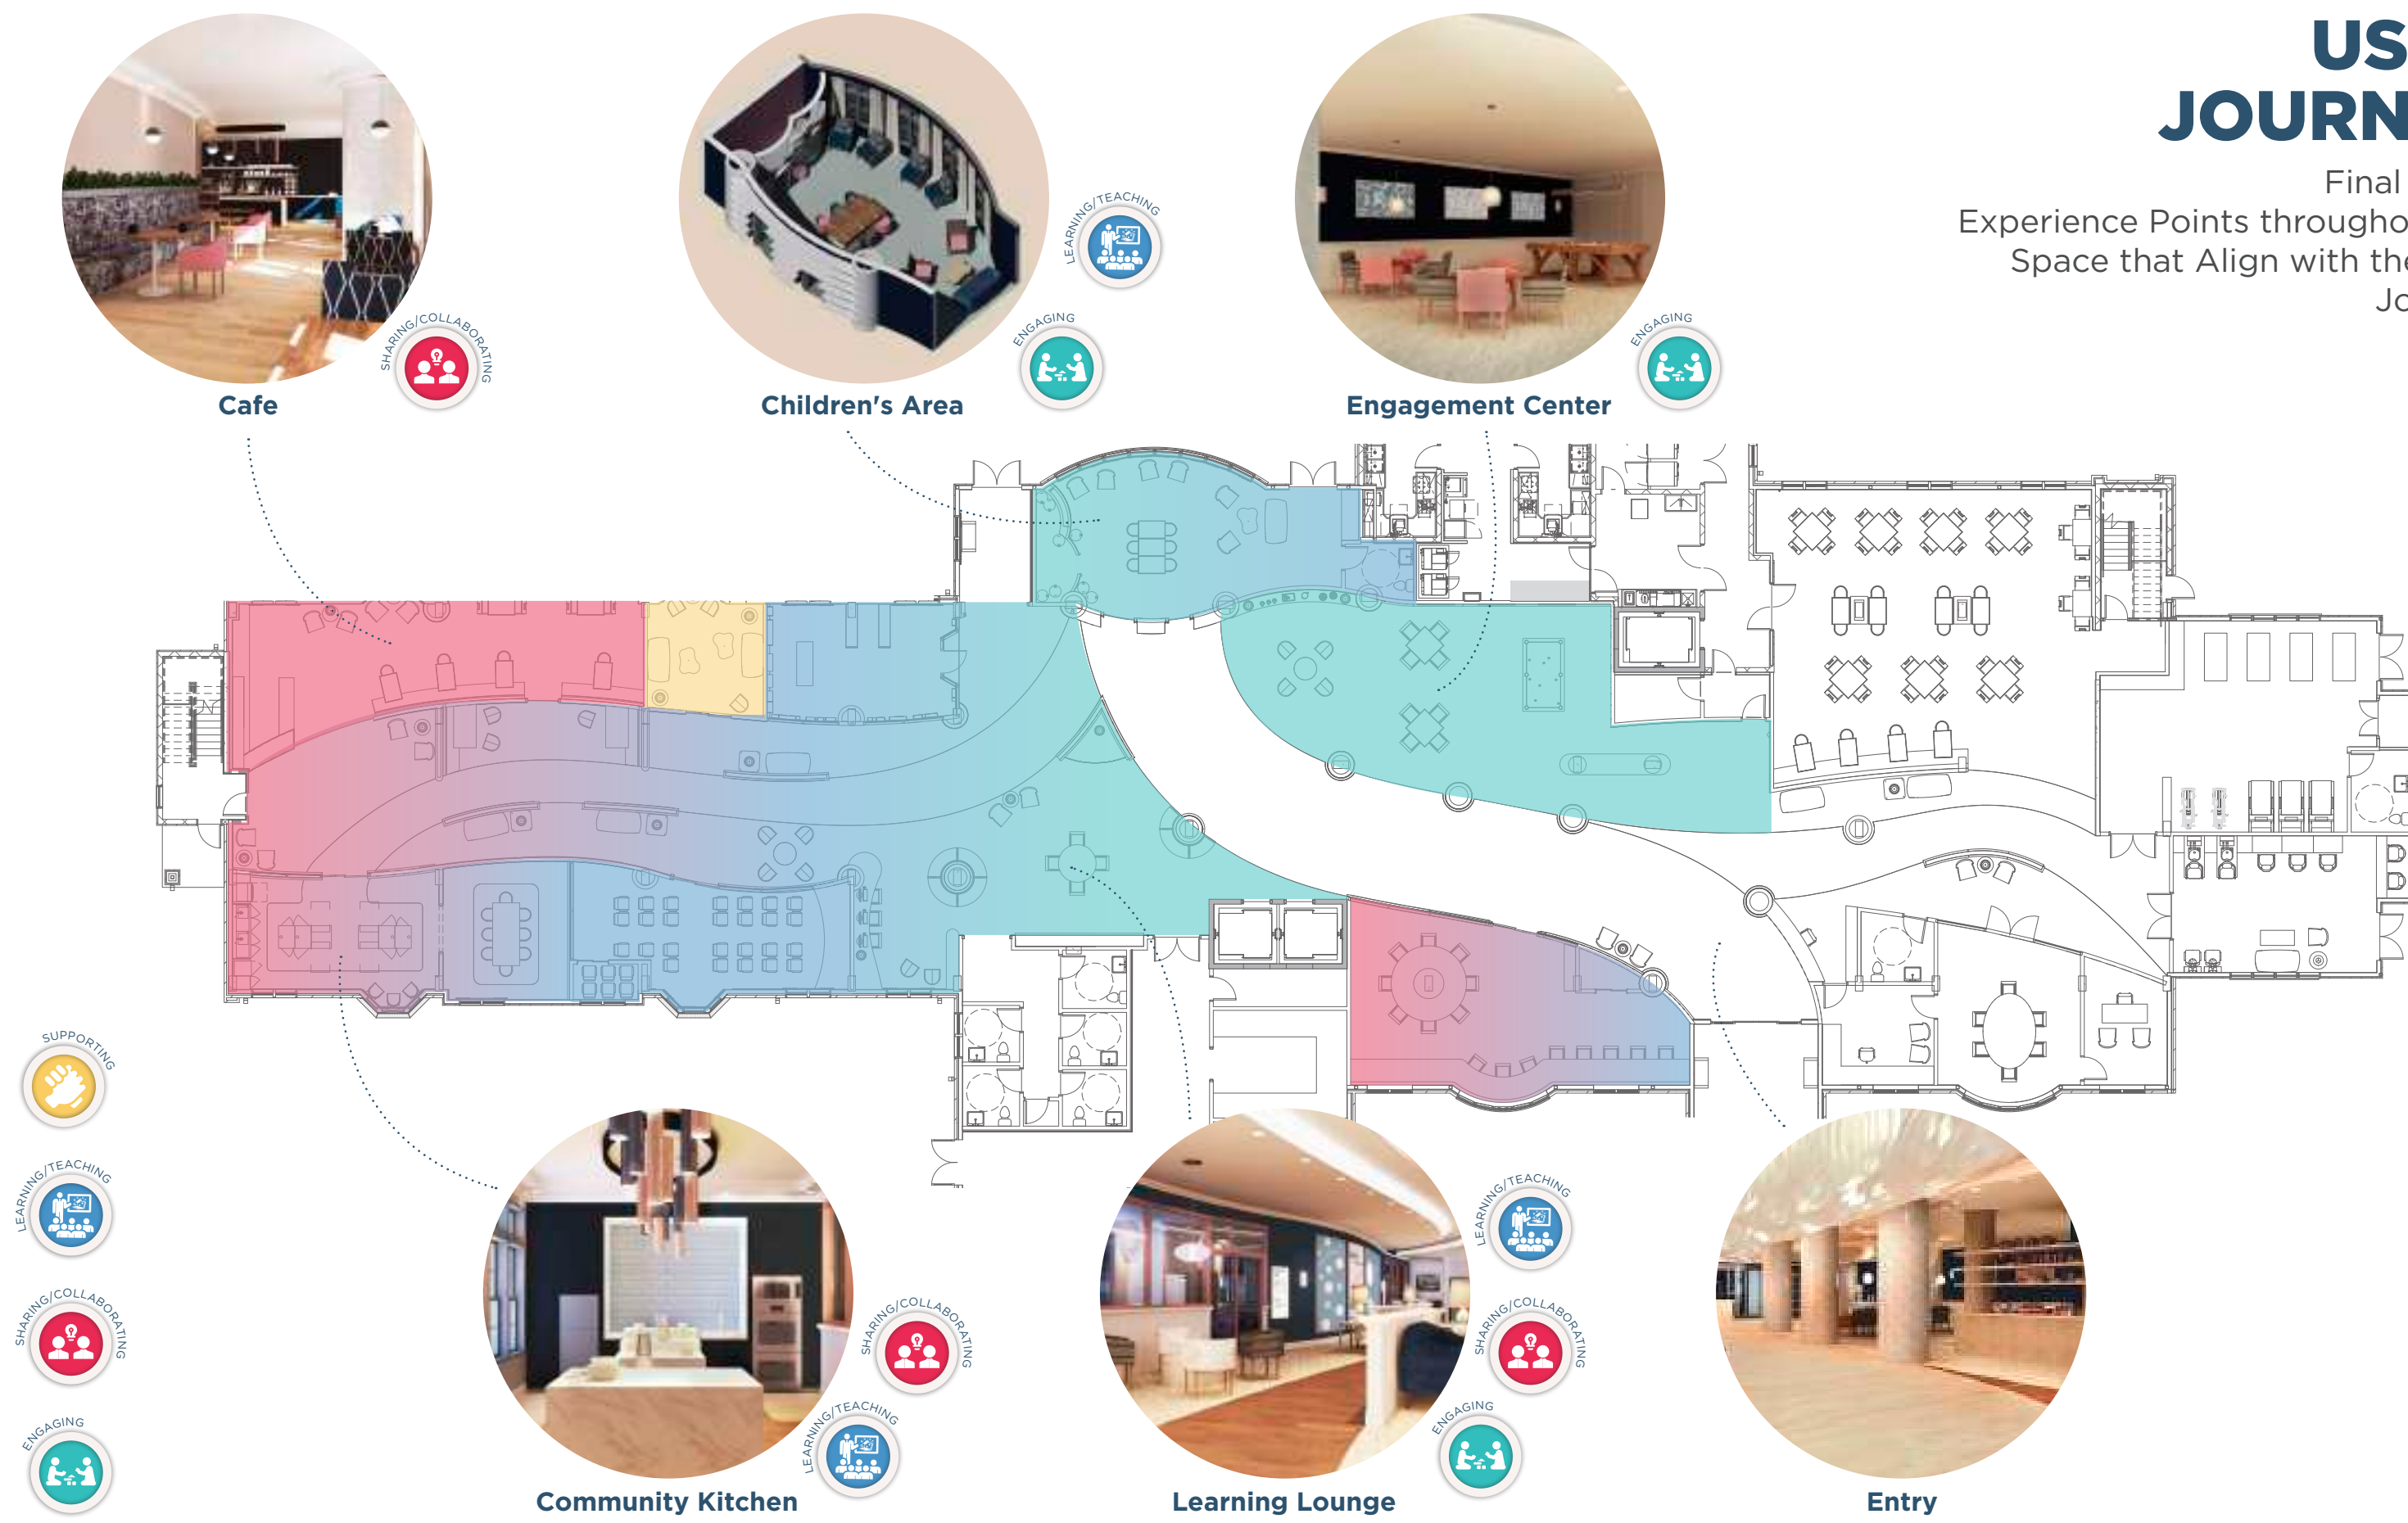 US
JOURN
Final
Experience Points througho
Space that Align with the
Jo
SHARING/COLLABORATING
Cafe
LEARNING/TEACHING
ENGAGING
Children's Area
ENGAGING
Engagement Center
SUPPORTING
LEARNING/TEACHING
SHARING/COLLABORATING
ENGAGING
SHARING/COLLABORATING
LEARNING/TEACHING
Community Kitchen
LEARNING/TEACHING
SHARING/COLLABORATING
ENGAGING
Learning Lounge
Entry